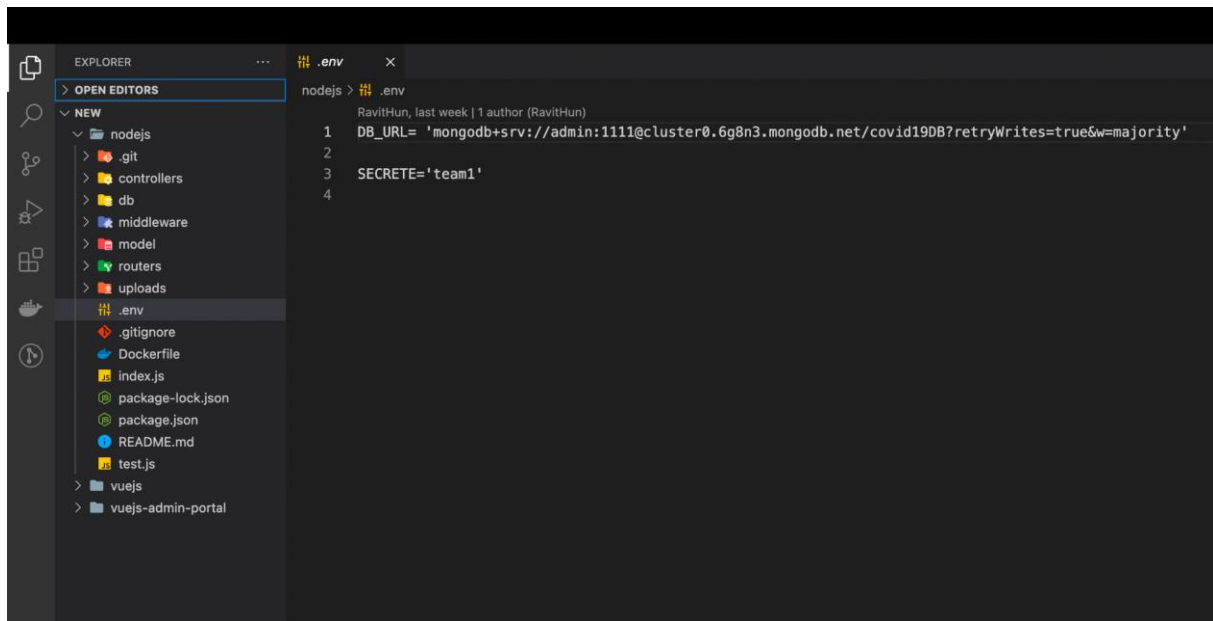 EXPLORER
...
OPEN EDITORS
NEW
nodejs
.git
controllers
db
middleware
model
routers
uploads
.env
.gitignore
Dockerfile
JS index.js
package-lock.json
package.json
README.md
JS test.js
vuejs
vuejs-admin-portal
.env
nodejs > .env
RavitHun, last week | 1 author (RavitHun)
1 DB_URL= 'mongodb+srv://admin:1111@cluster0.6g8n3.mongodb.net/covid19DB?retryWrites=true&w=majority'
2
3 SECRETE='team1'
4